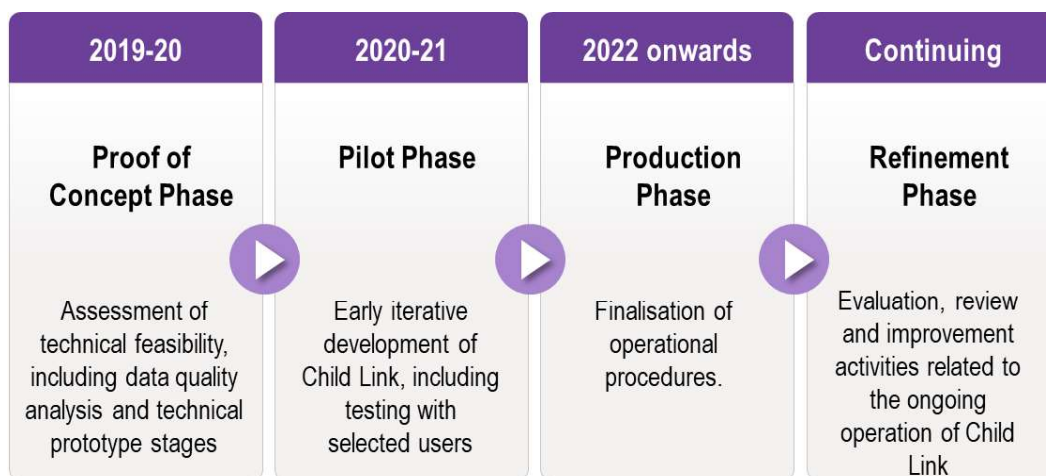 2019-20
Proof of
Concept Phase
Assessment of
technical feasibility,
including data quality
analysis and technical
prototype stages
2020-21
Pilot Phase
Early iterative
development of
Child Link, including
testing with
selected users
2022 onwards
Production
Phase
Finalisation of
operational
procedures.
Continuing
Refinement
Phase
Evaluation, review
and improvement
activities related to
the ongoing
operation of Child
Link